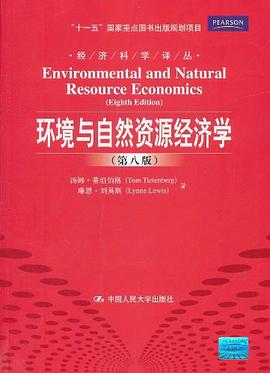 "十一五"国家重点图书出版规划项目
PEARSON
经/济/科/学/译/丛
Environmental and Natural
Resource Economics
(Eighth Edition)
环境与自然资源经济学
(第八版)
汤姆·蒂坦伯格 (Tom Tietenberg)
琳恩·刘易斯 (Lynne Lewis)
著
中国人民大学出版社